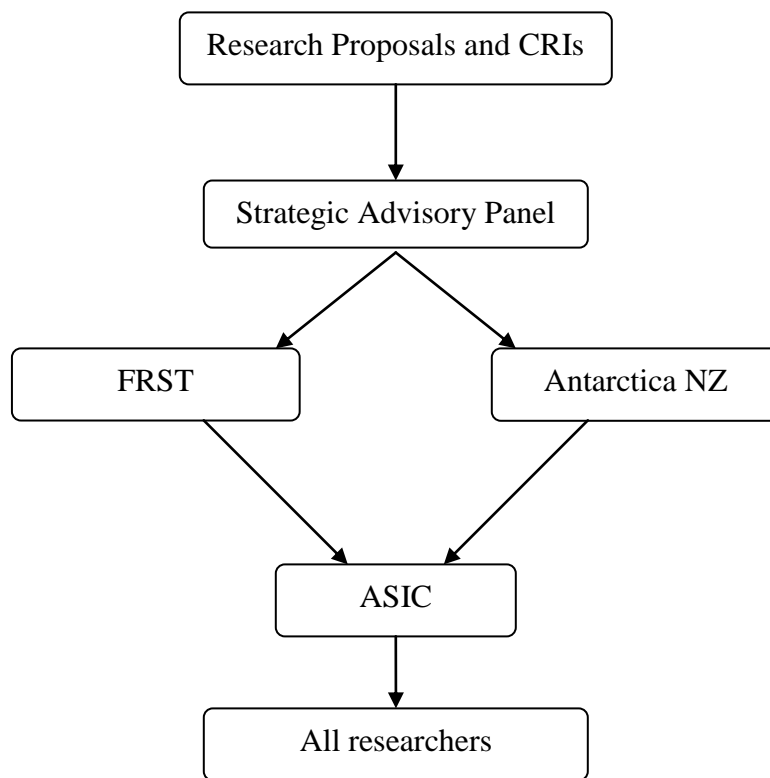 Research Proposals and CRIs
Strategic Advisory Panel
FRST
Antarctica NZ
ASIC
All researchers